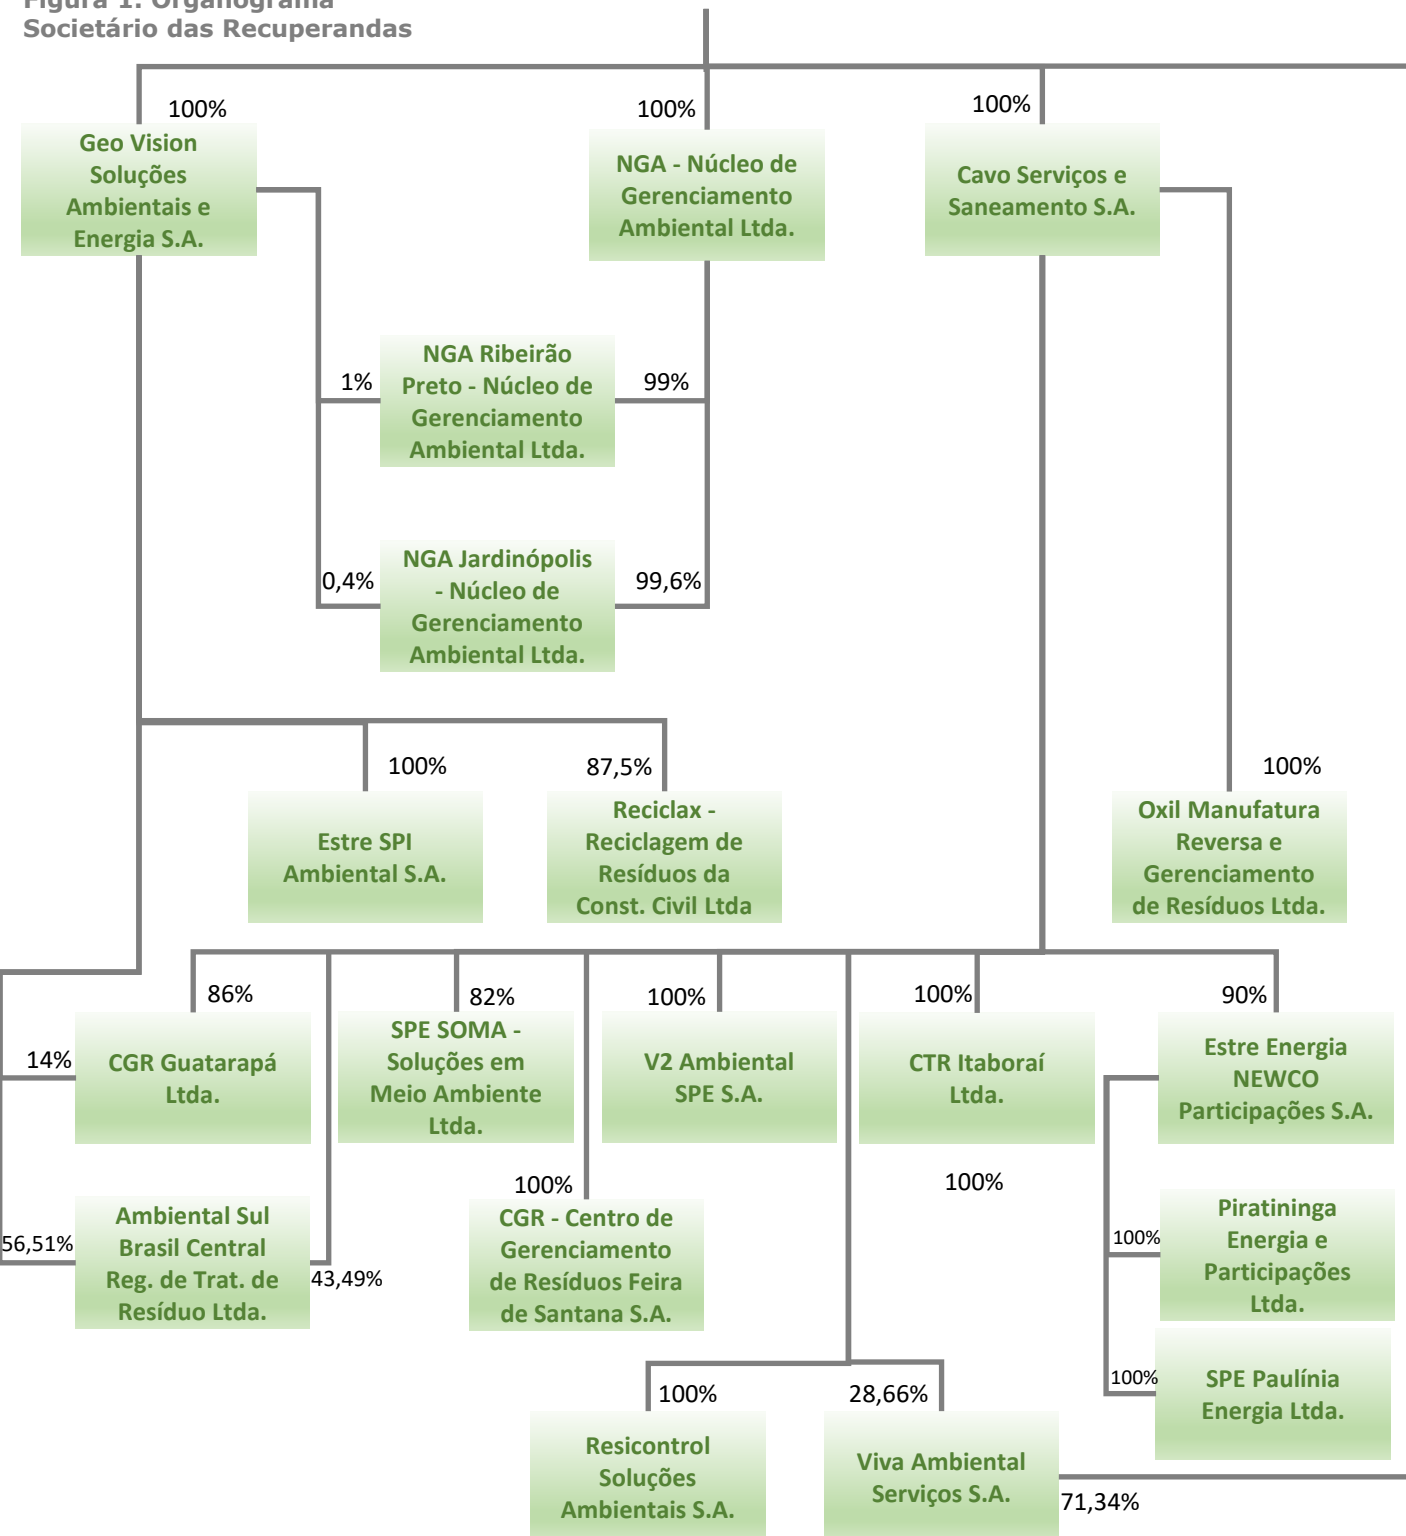 Figura 1: Organograma
Societário das Recuperandas
100%
100%
100%
Geo Vision
Soluções
Ambientais e
Energia S.A.
NGA - Núcleo de
Gerenciamento
Ambiental Ltda.
Cavo Serviços e
Saneamento S.A.
1%
NGA Ribeirão
Preto - Núcleo de
Gerenciamento
Ambiental Ltda.
99%
0,4%
NGA Jardinópolis
- Núcleo de
Gerenciamento
Ambiental Ltda.
99,6%
100%
87,5%
100%
Estre SPI
Ambiental S.A.
Reciclax -
Reciclagem de
Resíduos da
Const. Civil Ltda
Oxil Manufatura
Reversa e
Gerenciamento
de Resíduos Ltda.
86%
82%
100%
100%
90%
14%
CGR Guatarapá
Ltda.
SPE SOMA -
Soluções em
Meio Ambiente
Ltda.
V2 Ambiental
SPE S.A.
CTR Itaboraí
Ltda.
Estre Energia
NEWCO
Participações S.A.
100%
100%
56,51%
Ambiental Sul
Brasil Central
Reg. de Trat. de
Resíduo Ltda.
43,49%
CGR - Centro de
Gerenciamento
de Resíduos Feira
de Santana S.A.
100%
Piratininga
Energia e
Participações
Ltda.
100%
SPE Paulínia
Energia Ltda.
100%
28,66%
Resicontrol
Soluções
Ambientais S.A.
Viva Ambiental
Serviços S.A.
71,34%